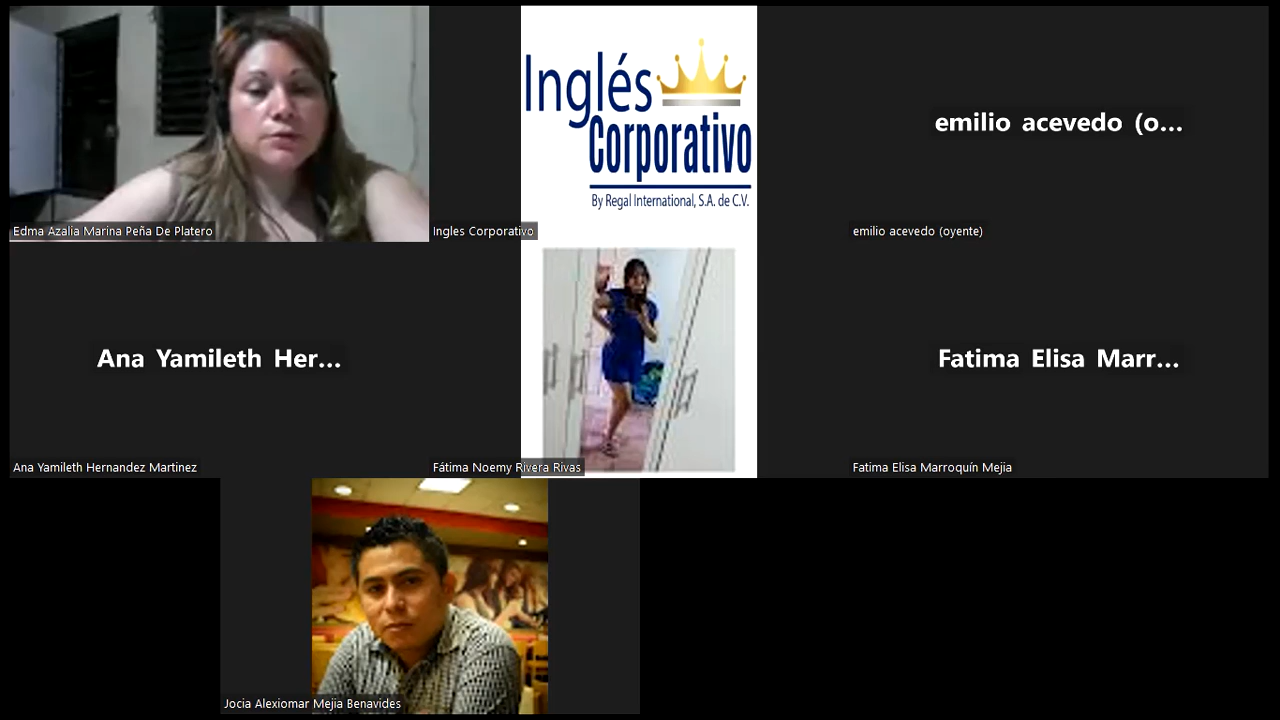 Inglés
Corporativo
By Regal International, S.A. de C.V.
emilio acevedo (o...
Edma Azalia Marina Peña De Platero
Ingles Corporativo
emilio acevedo (oyente)
Ana Yamileth Her...
Fatima Elisa Marr...
Ana Yamileth Hernandez Martinez
Fátima Noemy Rivera Rivas
Fatima Elisa Marroquín Mejia
Jocia Alexiomar Mejia Benavides